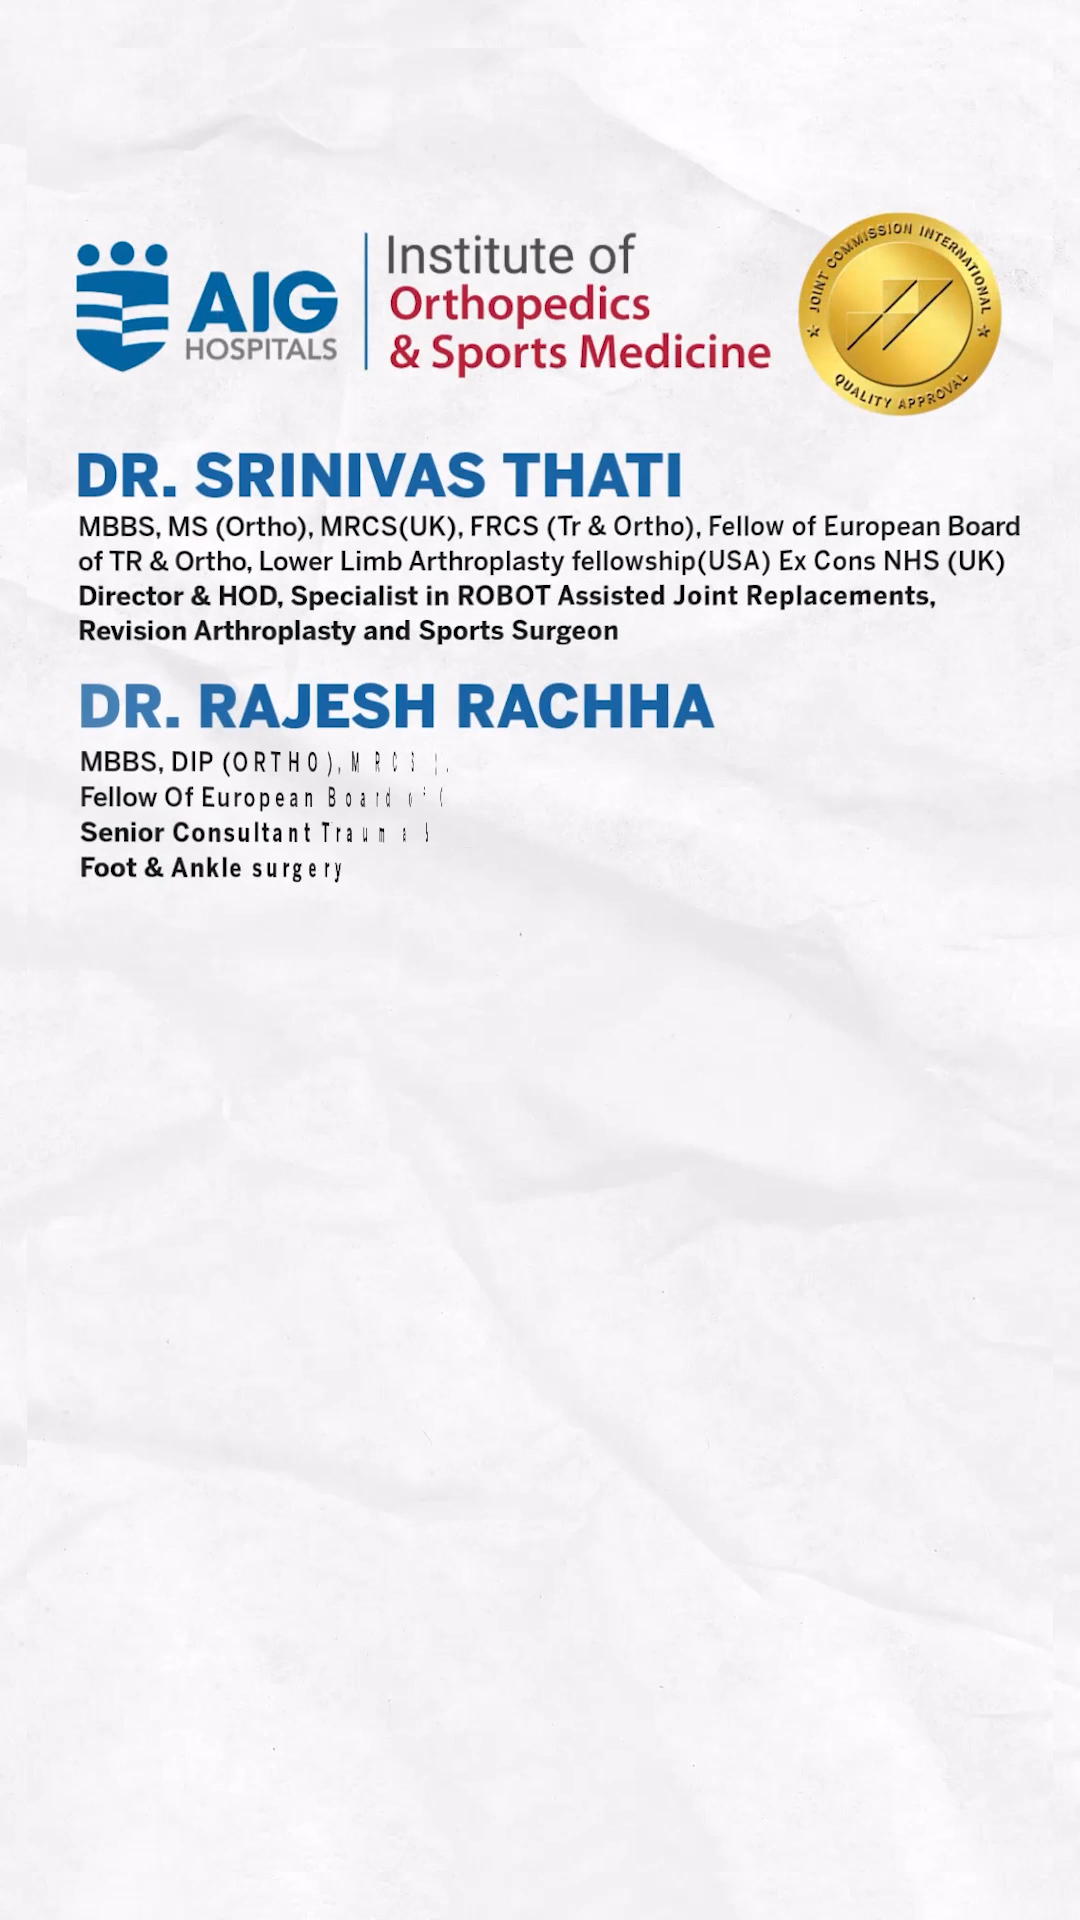 AIG
HOSPITALS
Institute of
Orthopedics
& Sports Medicine
JOINT COMMISSION INTERNATIONAL
QUALITY APPROVAL
DR. SRINIVAS THATI
MBBS, MS (Ortho), MRCS(UK), FRCS (Tr & Ortho), Fellow of European Board
of TR & Ortho, Lower Limb Arthroplasty fellowship(USA) Ex Cons NHS (UK)
Director & HOD, Specialist in ROBOT Assisted Joint Replacements,
Revision Arthroplasty and Sports Surgeon
DR. RAJESH RACHHA
MBBS, DIP (ORTHO),
Fellow Of European Board
Senior Consultant Trauma
Foot & Ankle surgery